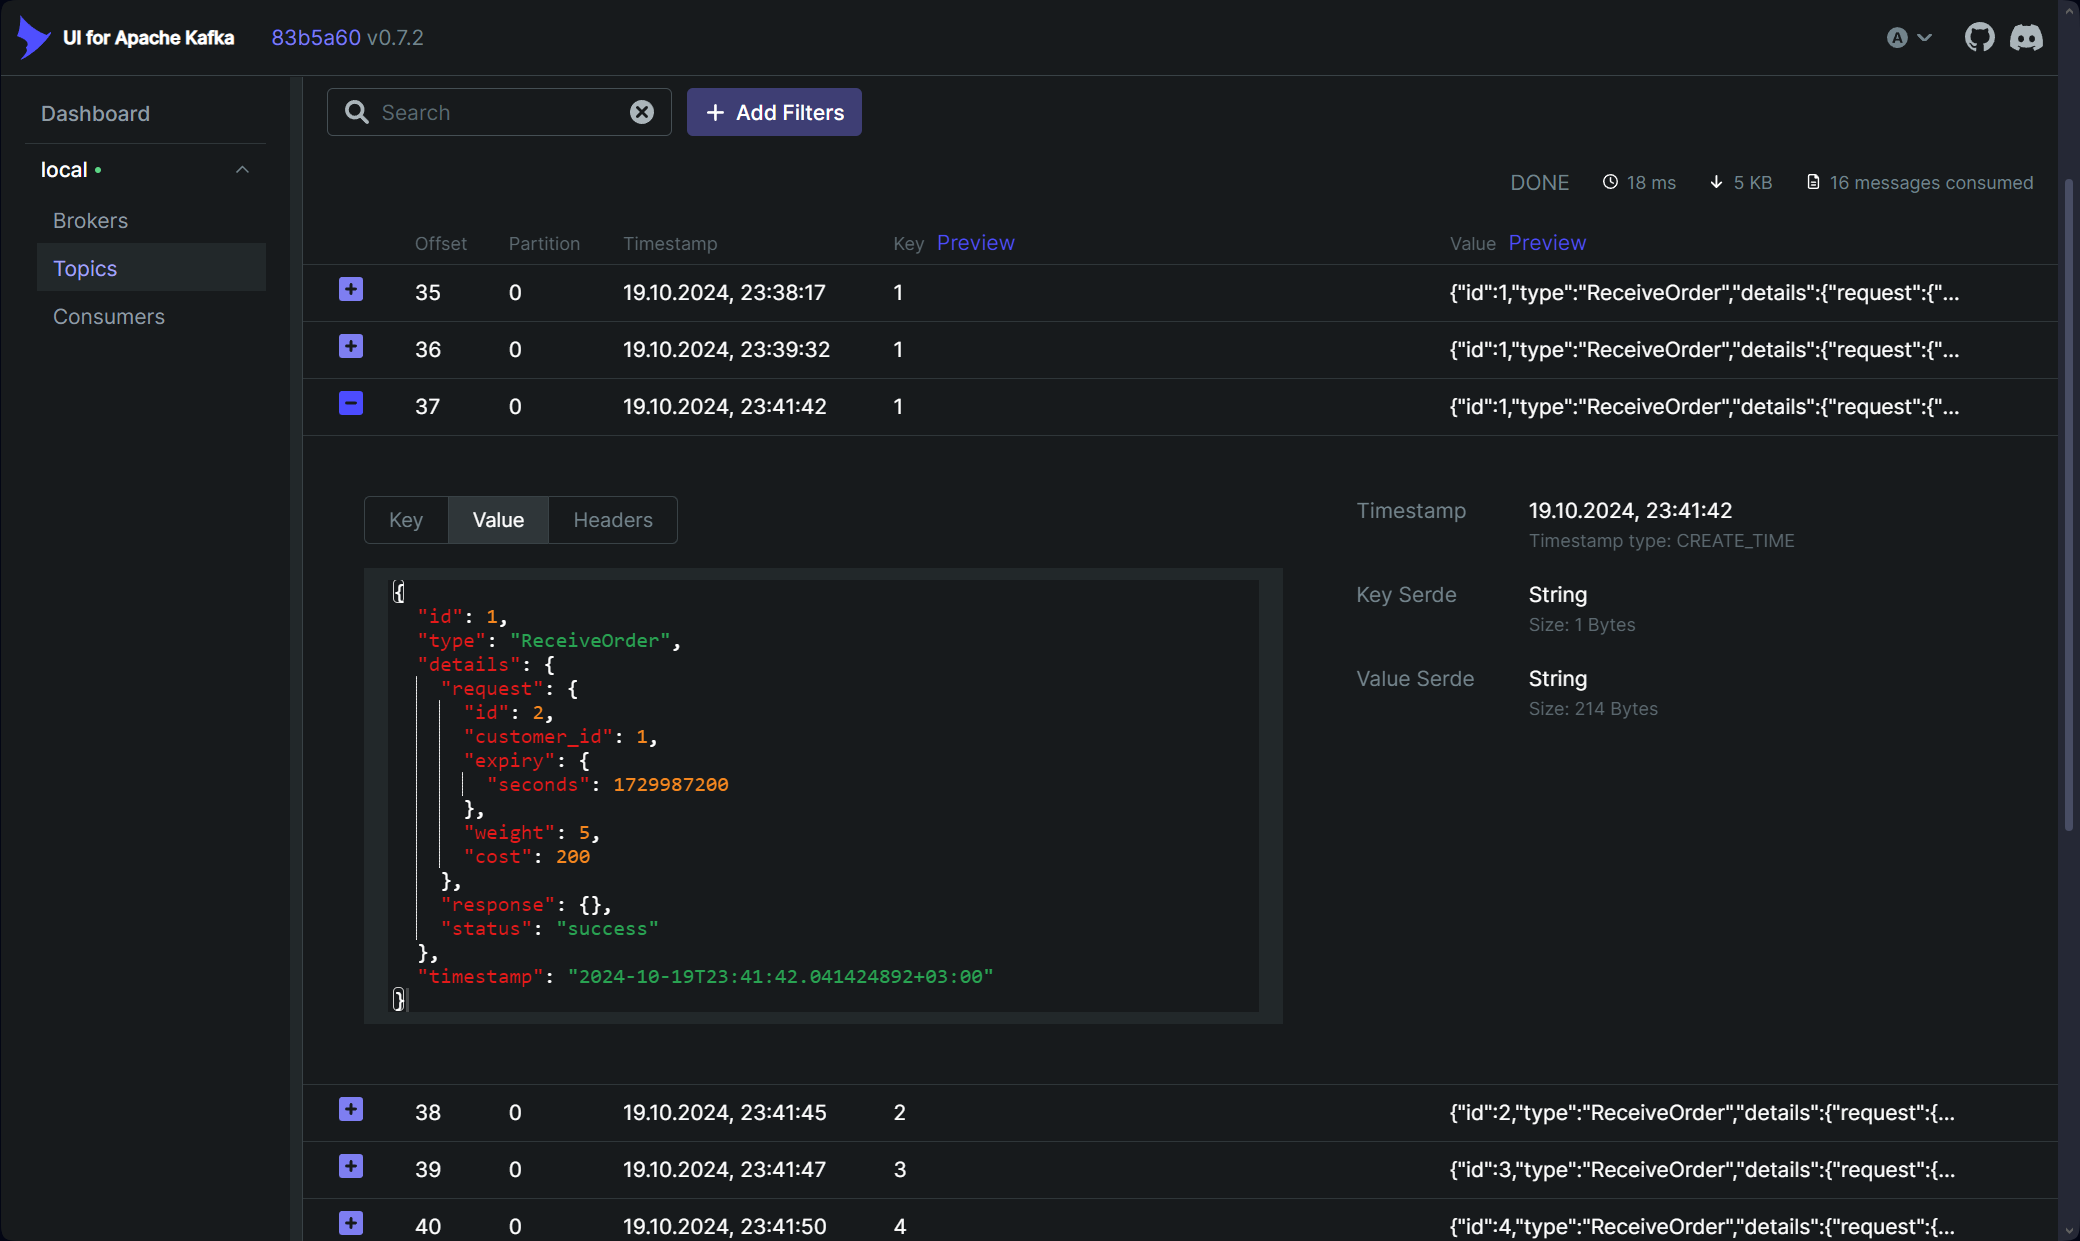 UI for Apache Kafka 83b5a60 v0.7.2 A
Dashboard
local
Brokers
Topics
Consumers
Search
Add Filters
DONE 18 ms 5 KB 16 messages consumed
Offset Partition Timestamp Key Preview Value Preview
35 0 19.10.2024, 23:38:17 1 {"id":1,"type":"ReceiveOrder","details":{"request":{"...
36 0 19.10.2024, 23:39:32 1 {"id":1,"type":"ReceiveOrder","details":{"request":{"...
37 0 19.10.2024, 23:41:42 1 {"id":1,"type":"ReceiveOrder","details":{"request":{"...
Key Value Headers
{
"id": 1,
"type": "ReceiveOrder",
"details": {
"request": {
"id": 2,
"customer_id": 1,
"expiry": {
"seconds": 1729987200
},
"weight": 5,
"cost": 200
},
"response": {},
"status": "success"
},
"timestamp": "2024-10-19T23:41:42.041424892+03:00"
}
Timestamp 19.10.2024, 23:41:42
Timestamp type: CREATE_TIME
Key Serde String
Size: 1 Bytes
Value Serde String
Size: 214 Bytes
38 0 19.10.2024, 23:41:45 2 {"id":2,"type":"ReceiveOrder","details":{"request":{...
39 0 19.10.2024, 23:41:47 3 {"id":3,"type":"ReceiveOrder","details":{"request":{...
40 0 19.10.2024, 23:41:50 4 {"id":4,"type":"ReceiveOrder","details":{"request":{...